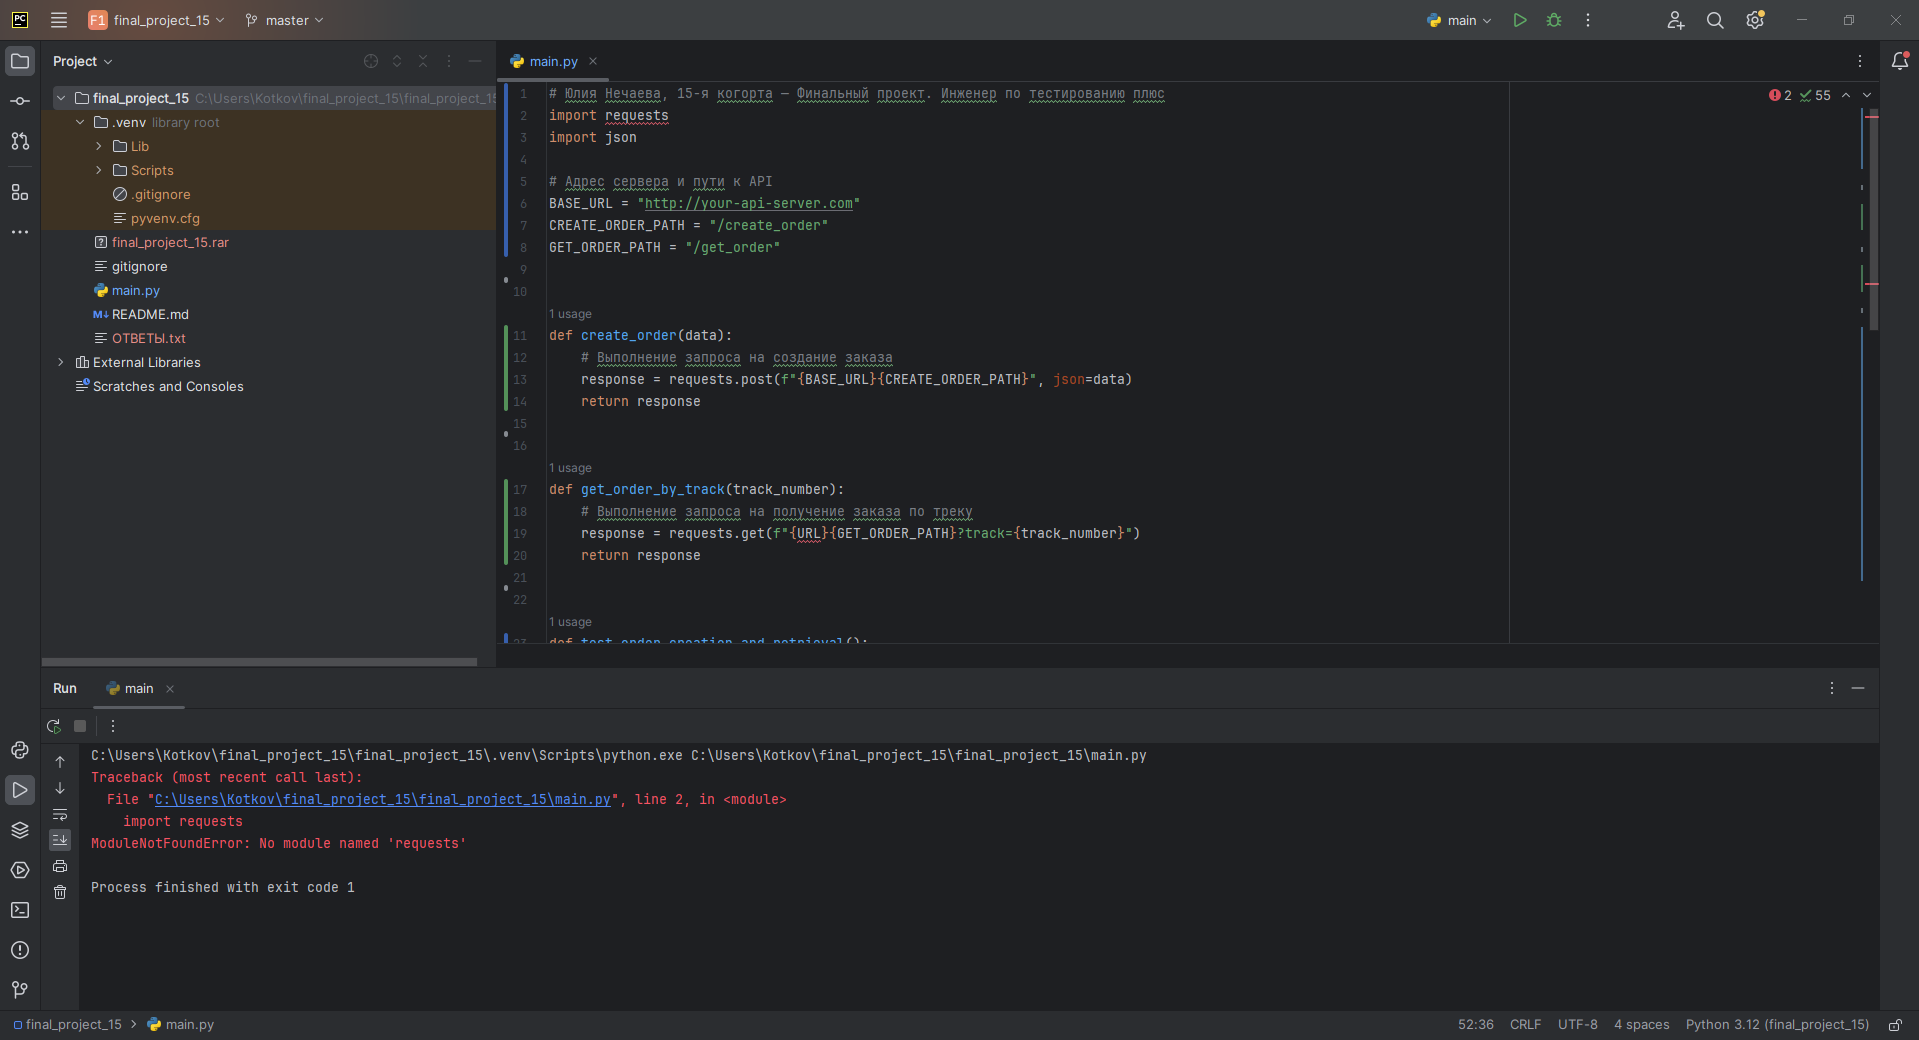 PC
F1 final_project_15
master
main
Project
final_project_15 C:\Users\Kotkov\final_project_15\final_project_15
.venv library root
Lib
Scripts
.gitignore
pyvenv.cfg
final_project_15.rar
gitignore
main.py
M↓ README.md
ОТВЕТЫ.txt
External Libraries
Scratches and Consoles
main.py
2 55
1 # Юлия Нечаева, 15-я когорта — Финальный проект. Инженер по тестированию плюс
2 import requests
3 import json
4
5 # Адрес сервера и пути к API
6 BASE_URL = "http://your-api-server.com"
7 CREATE_ORDER_PATH = "/create_order"
8 GET_ORDER_PATH = "/get_order"
9
10
1 usage
11 def create_order(data):
12 # Выполнение запроса на создание заказа
13 response = requests.post(f"{BASE_URL}{CREATE_ORDER_PATH}", json=data)
14 return response
15
16
1 usage
17 def get_order_by_track(track_number):
18 # Выполнение запроса на получение заказа по треку
19 response = requests.get(f"{URL}{GET_ORDER_PATH}?track={track_number}")
20 return response
21
22
1 usage
23 def test_order_creation_and_retrieval():
Run
main
C:\Users\Kotkov\final_project_15\final_project_15\.venv\Scripts\python.exe C:\Users\Kotkov\final_project_15\final_project_15\main.py
Traceback (most recent call last):
File "C:\Users\Kotkov\final_project_15\final_project_15\main.py", line 2, in <module>
import requests
ModuleNotFoundError: No module named 'requests'
Process finished with exit code 1
final_project_15 > main.py
52:36 CRLF UTF-8 4 spaces Python 3.12 (final_project_15)